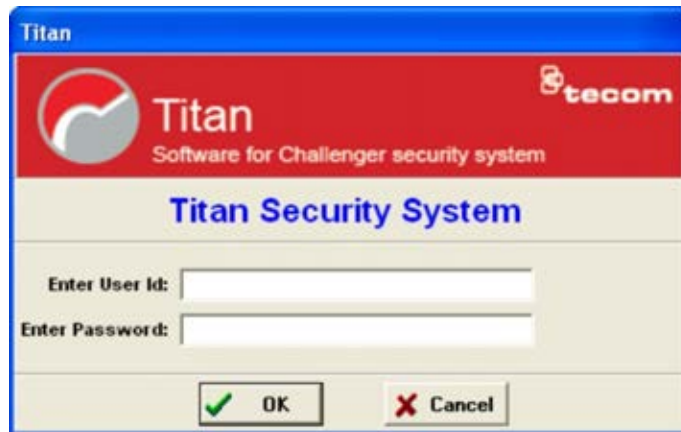 Titan
tecom
Titan
Software for Challenger security system
Titan Security System
Enter User Id:
Enter Password:
OK
Cancel